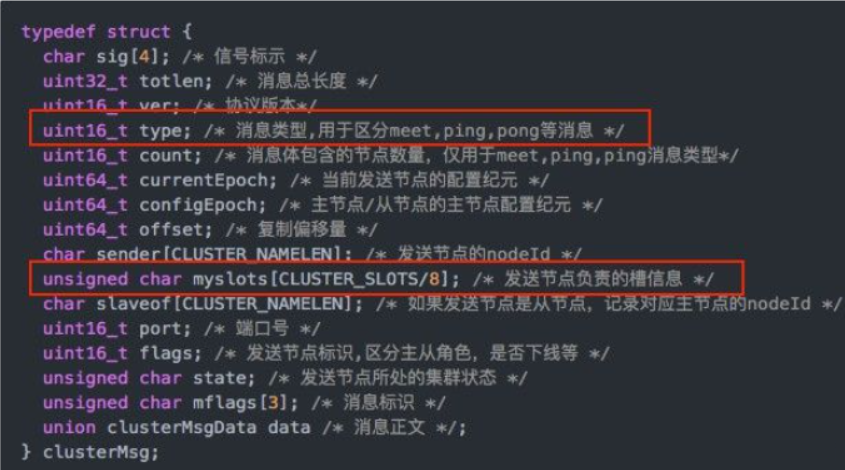 typedef struct {
char sig[4]; /* 信号标示 */
uint32_t totlen; /* 消息总长度 */
uint16_t ver; /* 协议版本*/
uint16_t type; /* 消息类型,用于区分meet,ping,pong等消息 */
uint16_t count; /* 消息体包含的节点数量，仅用于meet,ping,ping消息类型*/
uint64_t currentEpoch; /* 当前发送节点的配置纪元 */
uint64_t configEpoch; /* 主节点/从节点的主节点配置纪元 */
uint64_t offset; /* 复制偏移量 */
char sender[CLUSTER_NAMELEN]; /* 发送节点的nodeId */
unsigned char myslots[CLUSTER_SLOTS/8]; /* 发送节点负责的槽信息 */
char slaveof[CLUSTER_NAMELEN]; /* 如果发送节点是从节点，记录对应主节点的nodeId */
uint16_t port; /* 端口号 */
uint16_t flags; /* 发送节点标识,区分主从角色，是否下线等 */
unsigned char state; /* 发送节点所处的集群状态 */
unsigned char mflags[3]; /* 消息标识 */
union clusterMsgData data /* 消息正文 */;
} clusterMsg;